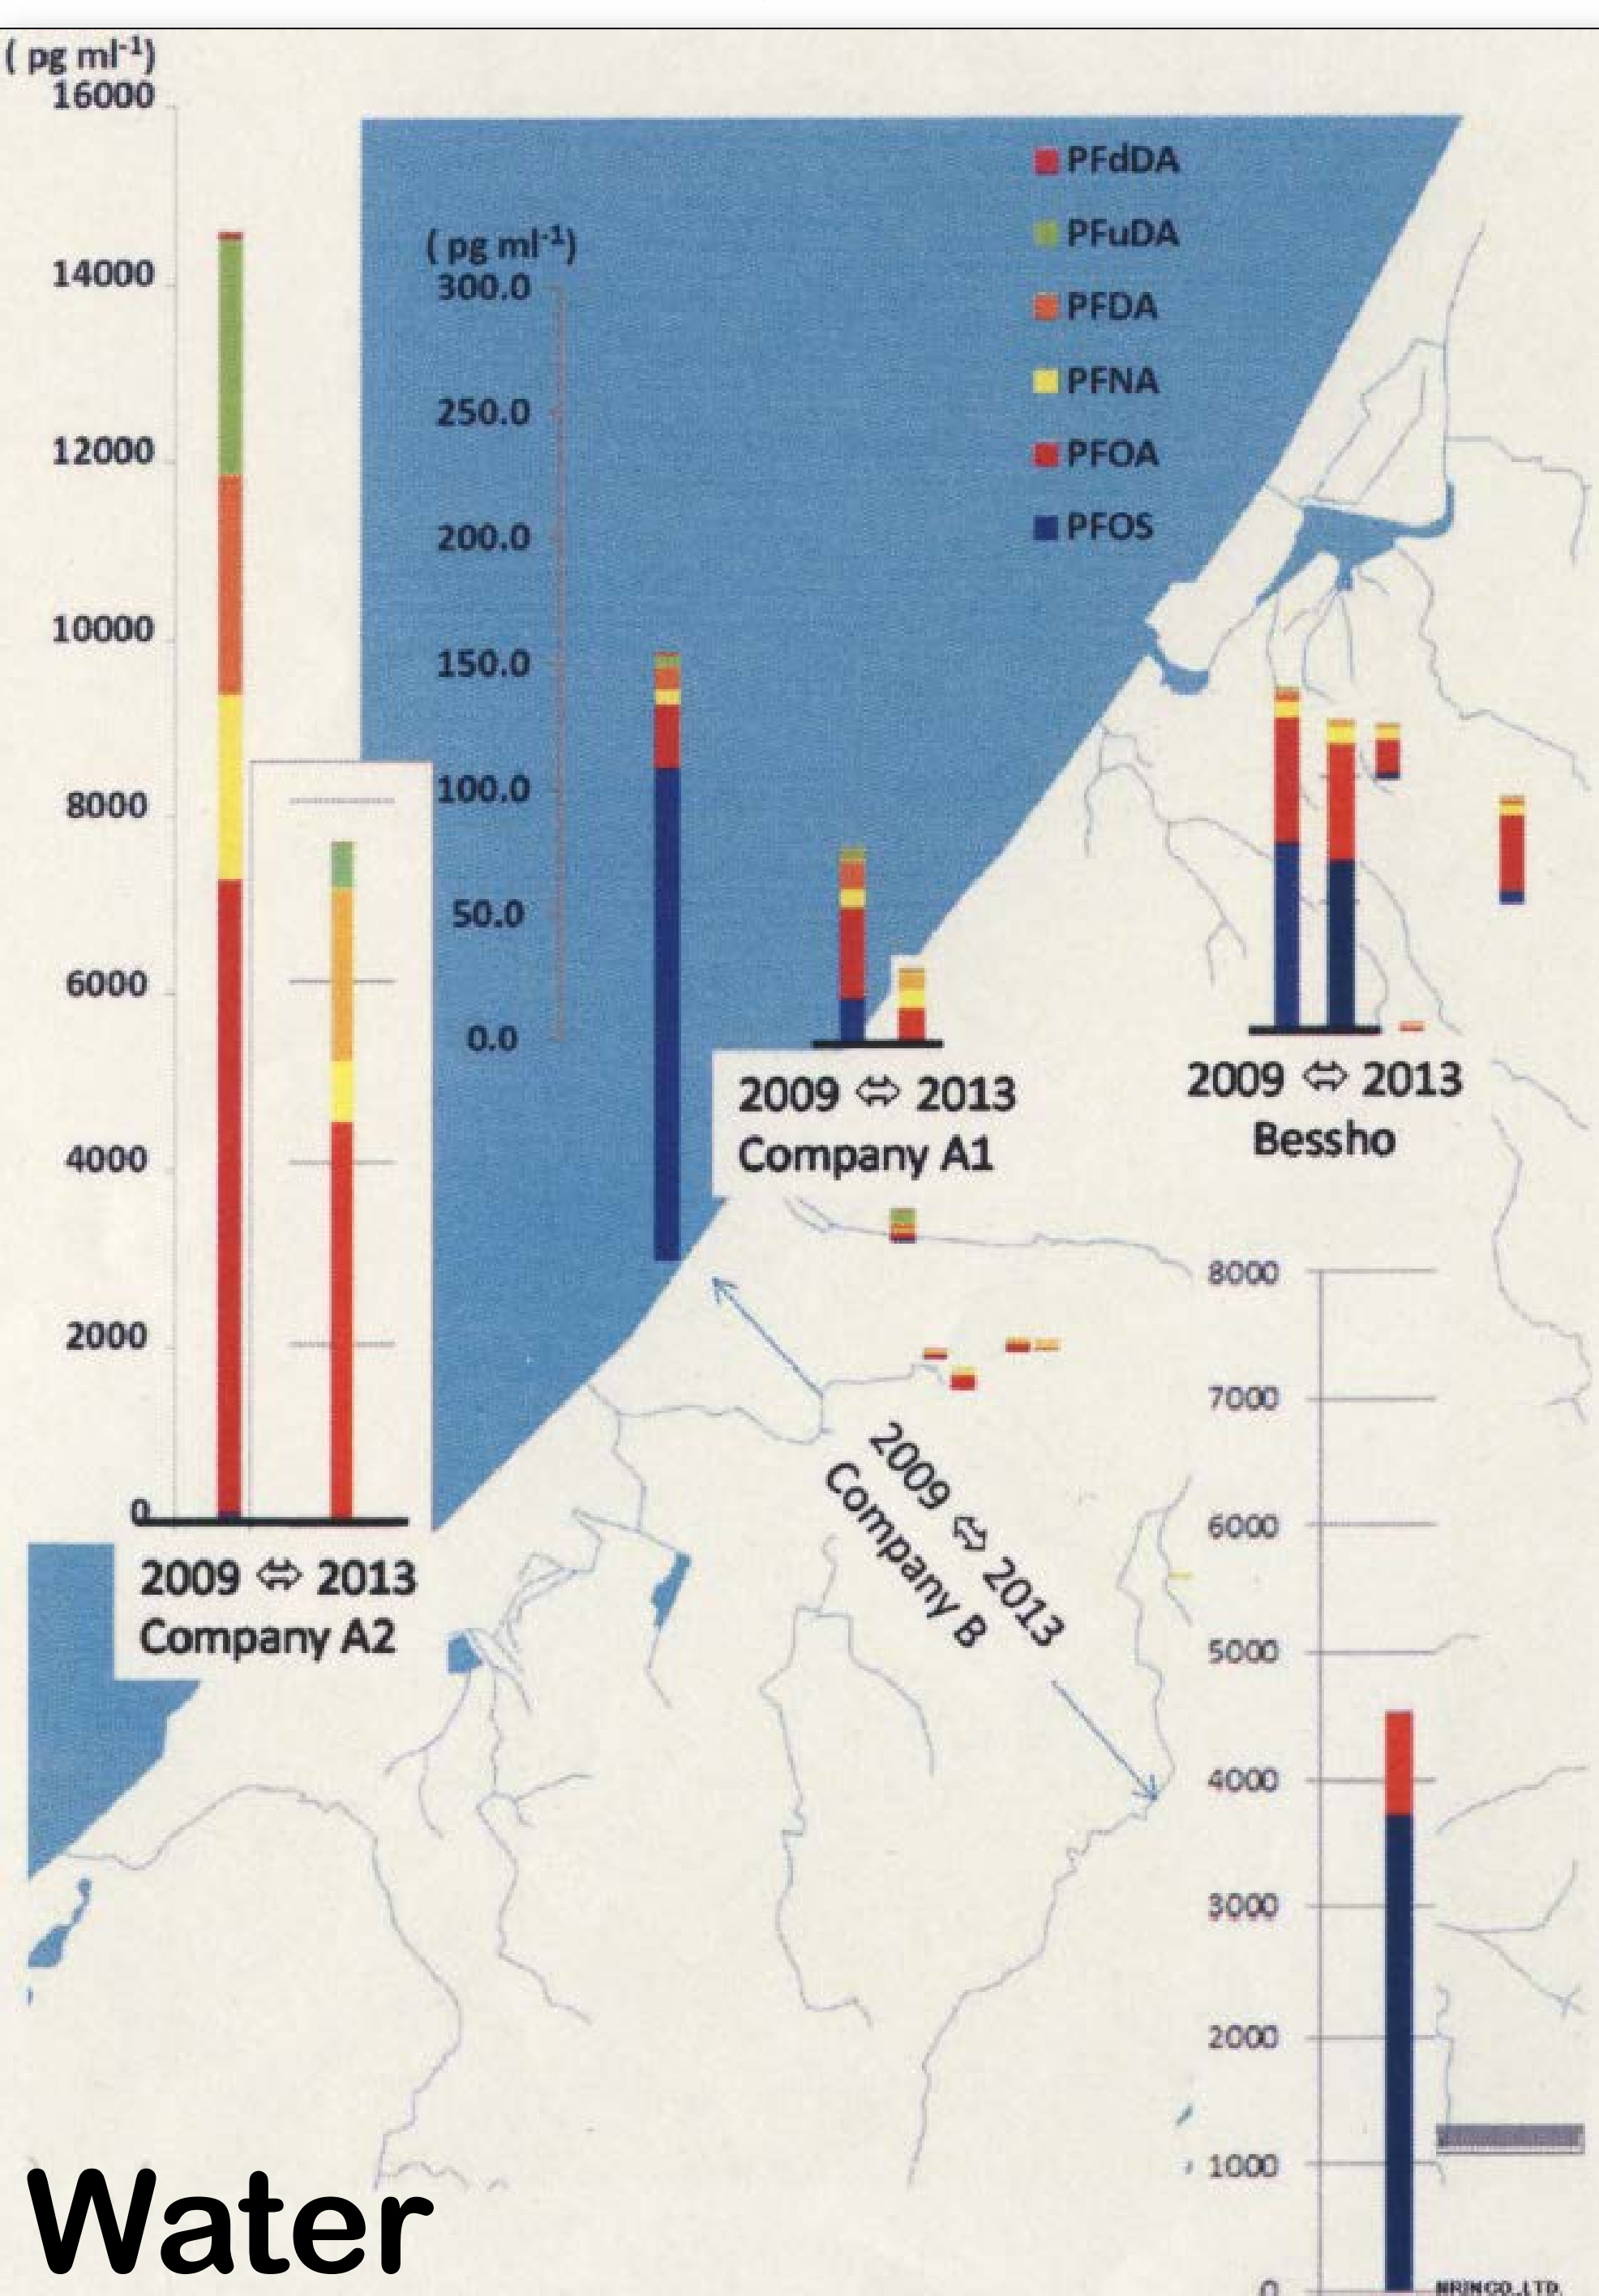 ( pg ml⁻¹)
16000
14000
12000
10000
8000
6000
4000
2000
0
2009 ⇔ 2013
Company A2
( pg ml⁻¹)
300.0
250.0
200.0
150.0
100.0
50.0
0.0
PFdDA
PFuDA
PFDA
PFNA
PFOA
PFOS
2009 ⇔ 2013
Company A1
2009 ⇔ 2013
Bessho
2009 ⇔ 2013
Company B
8000
7000
6000
5000
4000
3000
2000
1000
0
Water